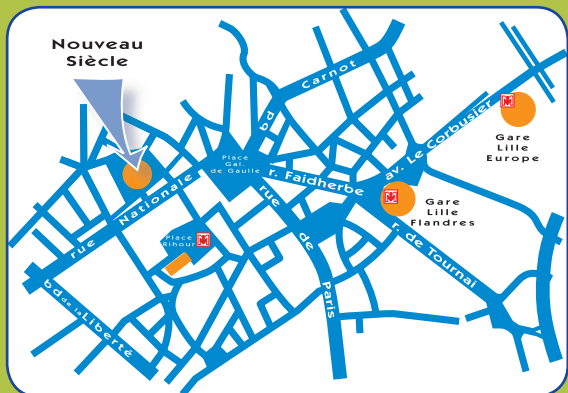 Nouveau
Siècle
bd Carnot
av. Le Corbusier
Gare
Lille
Europe
Place
Gal.
de Gaulle
r. Faidherbe
Gare
Lille
Flandres
rue Nationale
Place
Rihour
rue de Paris
r. de Tournai
bd de la Liberté
M
M
M